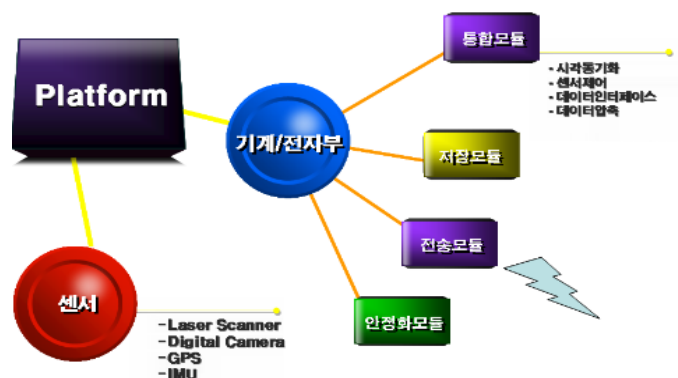 통합모듈
- 시각동기화
- 센서제어
- 데이터인터페이스
- 데이터압축
Platform
기계/전자부
저장모듈
전송모듈
센서
안정화모듈
-Laser Scanner
-Digital Camera
-GPS
-IMU